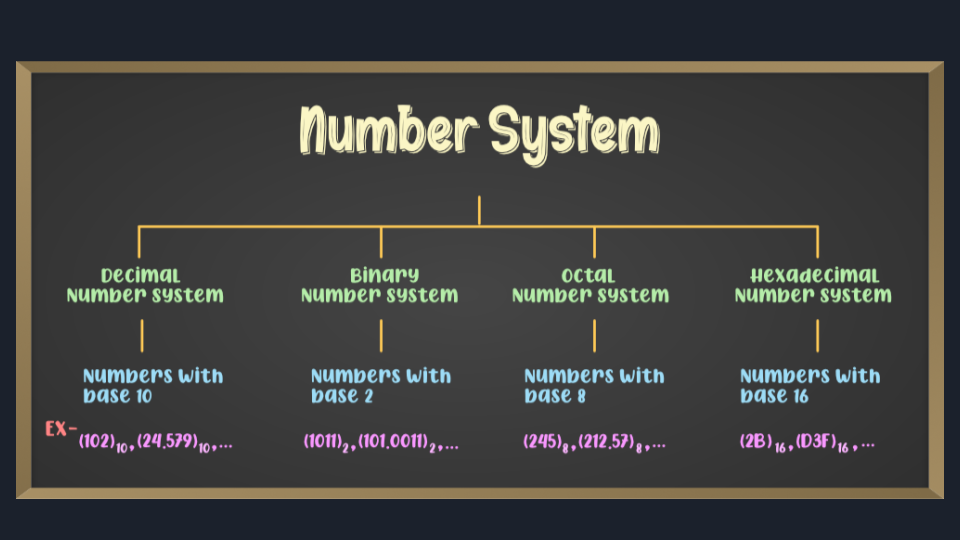 Number System
Decimal
Number system
Binary
Number system
Octal
Number system
Hexadecimal
Number system
Numbers with
base 10
Numbers with
base 2
Numbers with
base 8
Numbers with
base 16
Ex-
(102)₁₀,(24.579)₁₀,...
(1011)₂,(101.0011)₂,...
(245)₈,(212.57)₈,...
(2B)₁₆,(D3F)₁₆,...